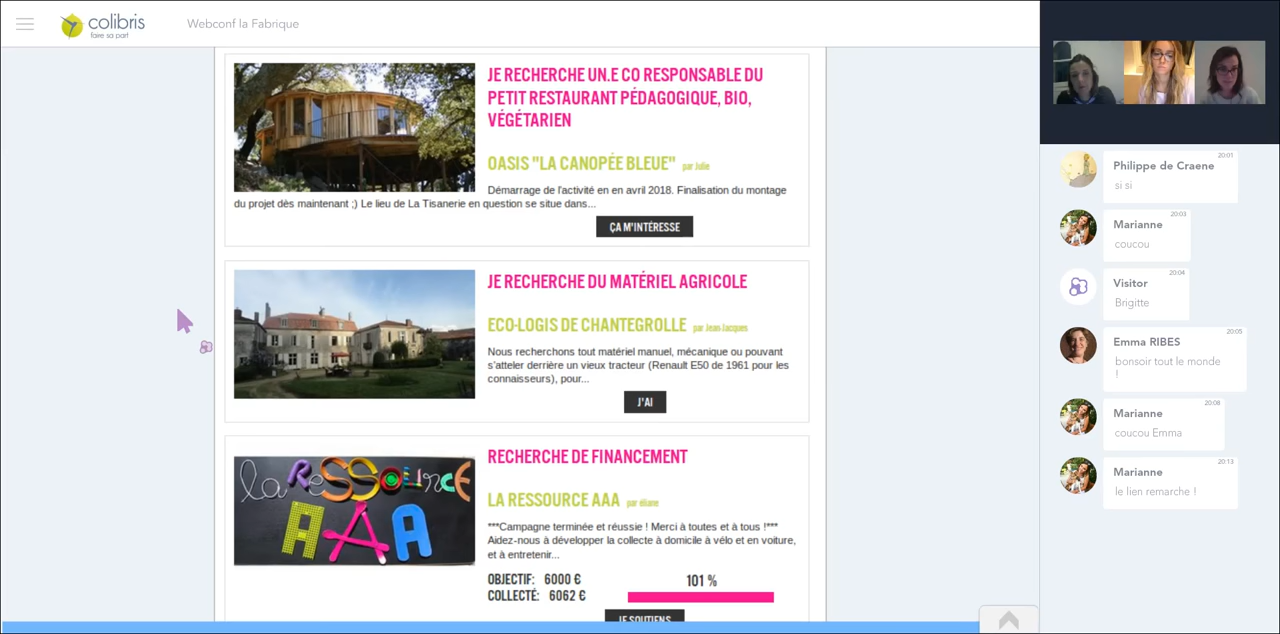 colibris
faire sa part
Webconf la Fabrique
JE RECHERCHE UN.E CO RESPONSABLE DU
PETIT RESTAURANT PÉDAGOGIQUE, BIO,
VÉGÉTARIEN
OASIS "LA CANOPÉE BLEUE" par Julie
Démarrage de l'activité en en avril 2018. Finalisation du montage
du projet dès maintenant ;) Le lieu de La Tisanerie en question se situe dans...
ÇA M'INTÉRESSE
JE RECHERCHE DU MATÉRIEL AGRICOLE
ECO-LOGIS DE CHANTEGROLLE par Jean-Jacques
Nous recherchons tout matériel manuel, mécanique ou pouvant
s'atteler derrière un vieux tracteur (Renault E50 de 1961 pour les
connaisseurs), pour...
J'AI
la RESSOURCE
AAA
RECHERCHE DE FINANCEMENT
LA RESSOURCE AAA par éliane
***Campagne terminée et réussie ! Merci à toutes et à tous !***
Aidez-nous à développer la collecte à domicile à vélo et en voiture,
et à entretenir...
OBJECTIF: 6000 €
COLLECTÉ: 6062 €
101 %
JE SOUTIENS
20:01
Philippe de Craene
si si
20:03
Marianne
coucou
20:04
Visitor
Brigitte
20:05
Emma RIBES
bonsoir tout le monde
!
20:08
Marianne
coucou Emma
20:13
Marianne
le lien remarche !